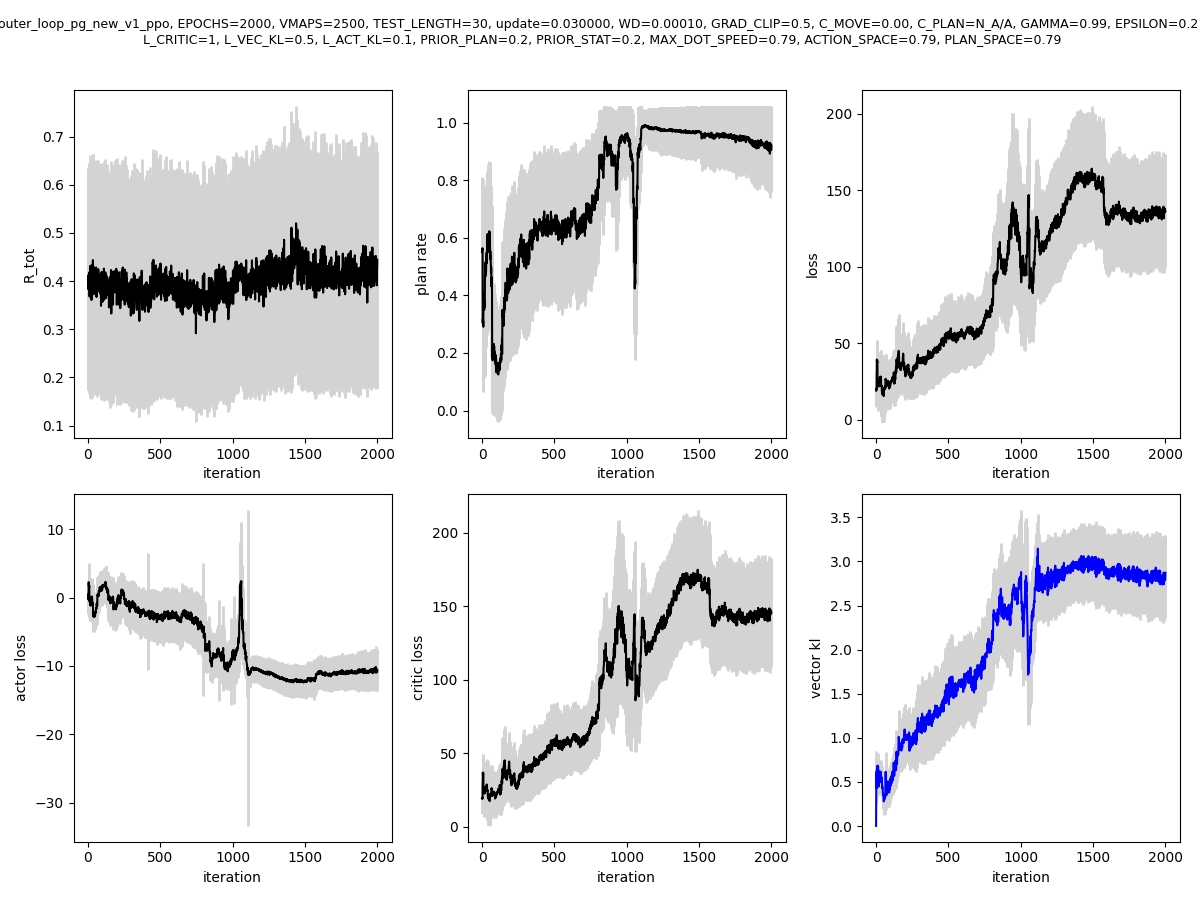 outer_loop_pg_new_v1_ppo, EPOCHS=2000, VMAPS=2500, TEST_LENGTH=30, update=0.030000, WD=0.00010, GRAD_CLIP=0.5, C_MOVE=0.00, C_PLAN=N_A/A, GAMMA=0.99, EPSILON=0.2
L_CRITIC=1, L_VEC_KL=0.5, L_ACT_KL=0.1, PRIOR_PLAN=0.2, PRIOR_STAT=0.2, MAX_DOT_SPEED=0.79, ACTION_SPACE=0.79, PLAN_SPACE=0.79
R_tot
0.7
0.6
0.5
0.4
0.3
0.2
0.1
0 500 1000 1500 2000
iteration
plan rate
1.0
0.8
0.6
0.4
0.2
0.0
0 500 1000 1500 2000
iteration
loss
200
150
100
50
0
0 500 1000 1500 2000
iteration
actor loss
10
0
−10
−20
−30
0 500 1000 1500 2000
iteration
critic loss
200
150
100
50
0
0 500 1000 1500 2000
iteration
vector kl
3.5
3.0
2.5
2.0
1.5
1.0
0.5
0.0
0 500 1000 1500 2000
iteration